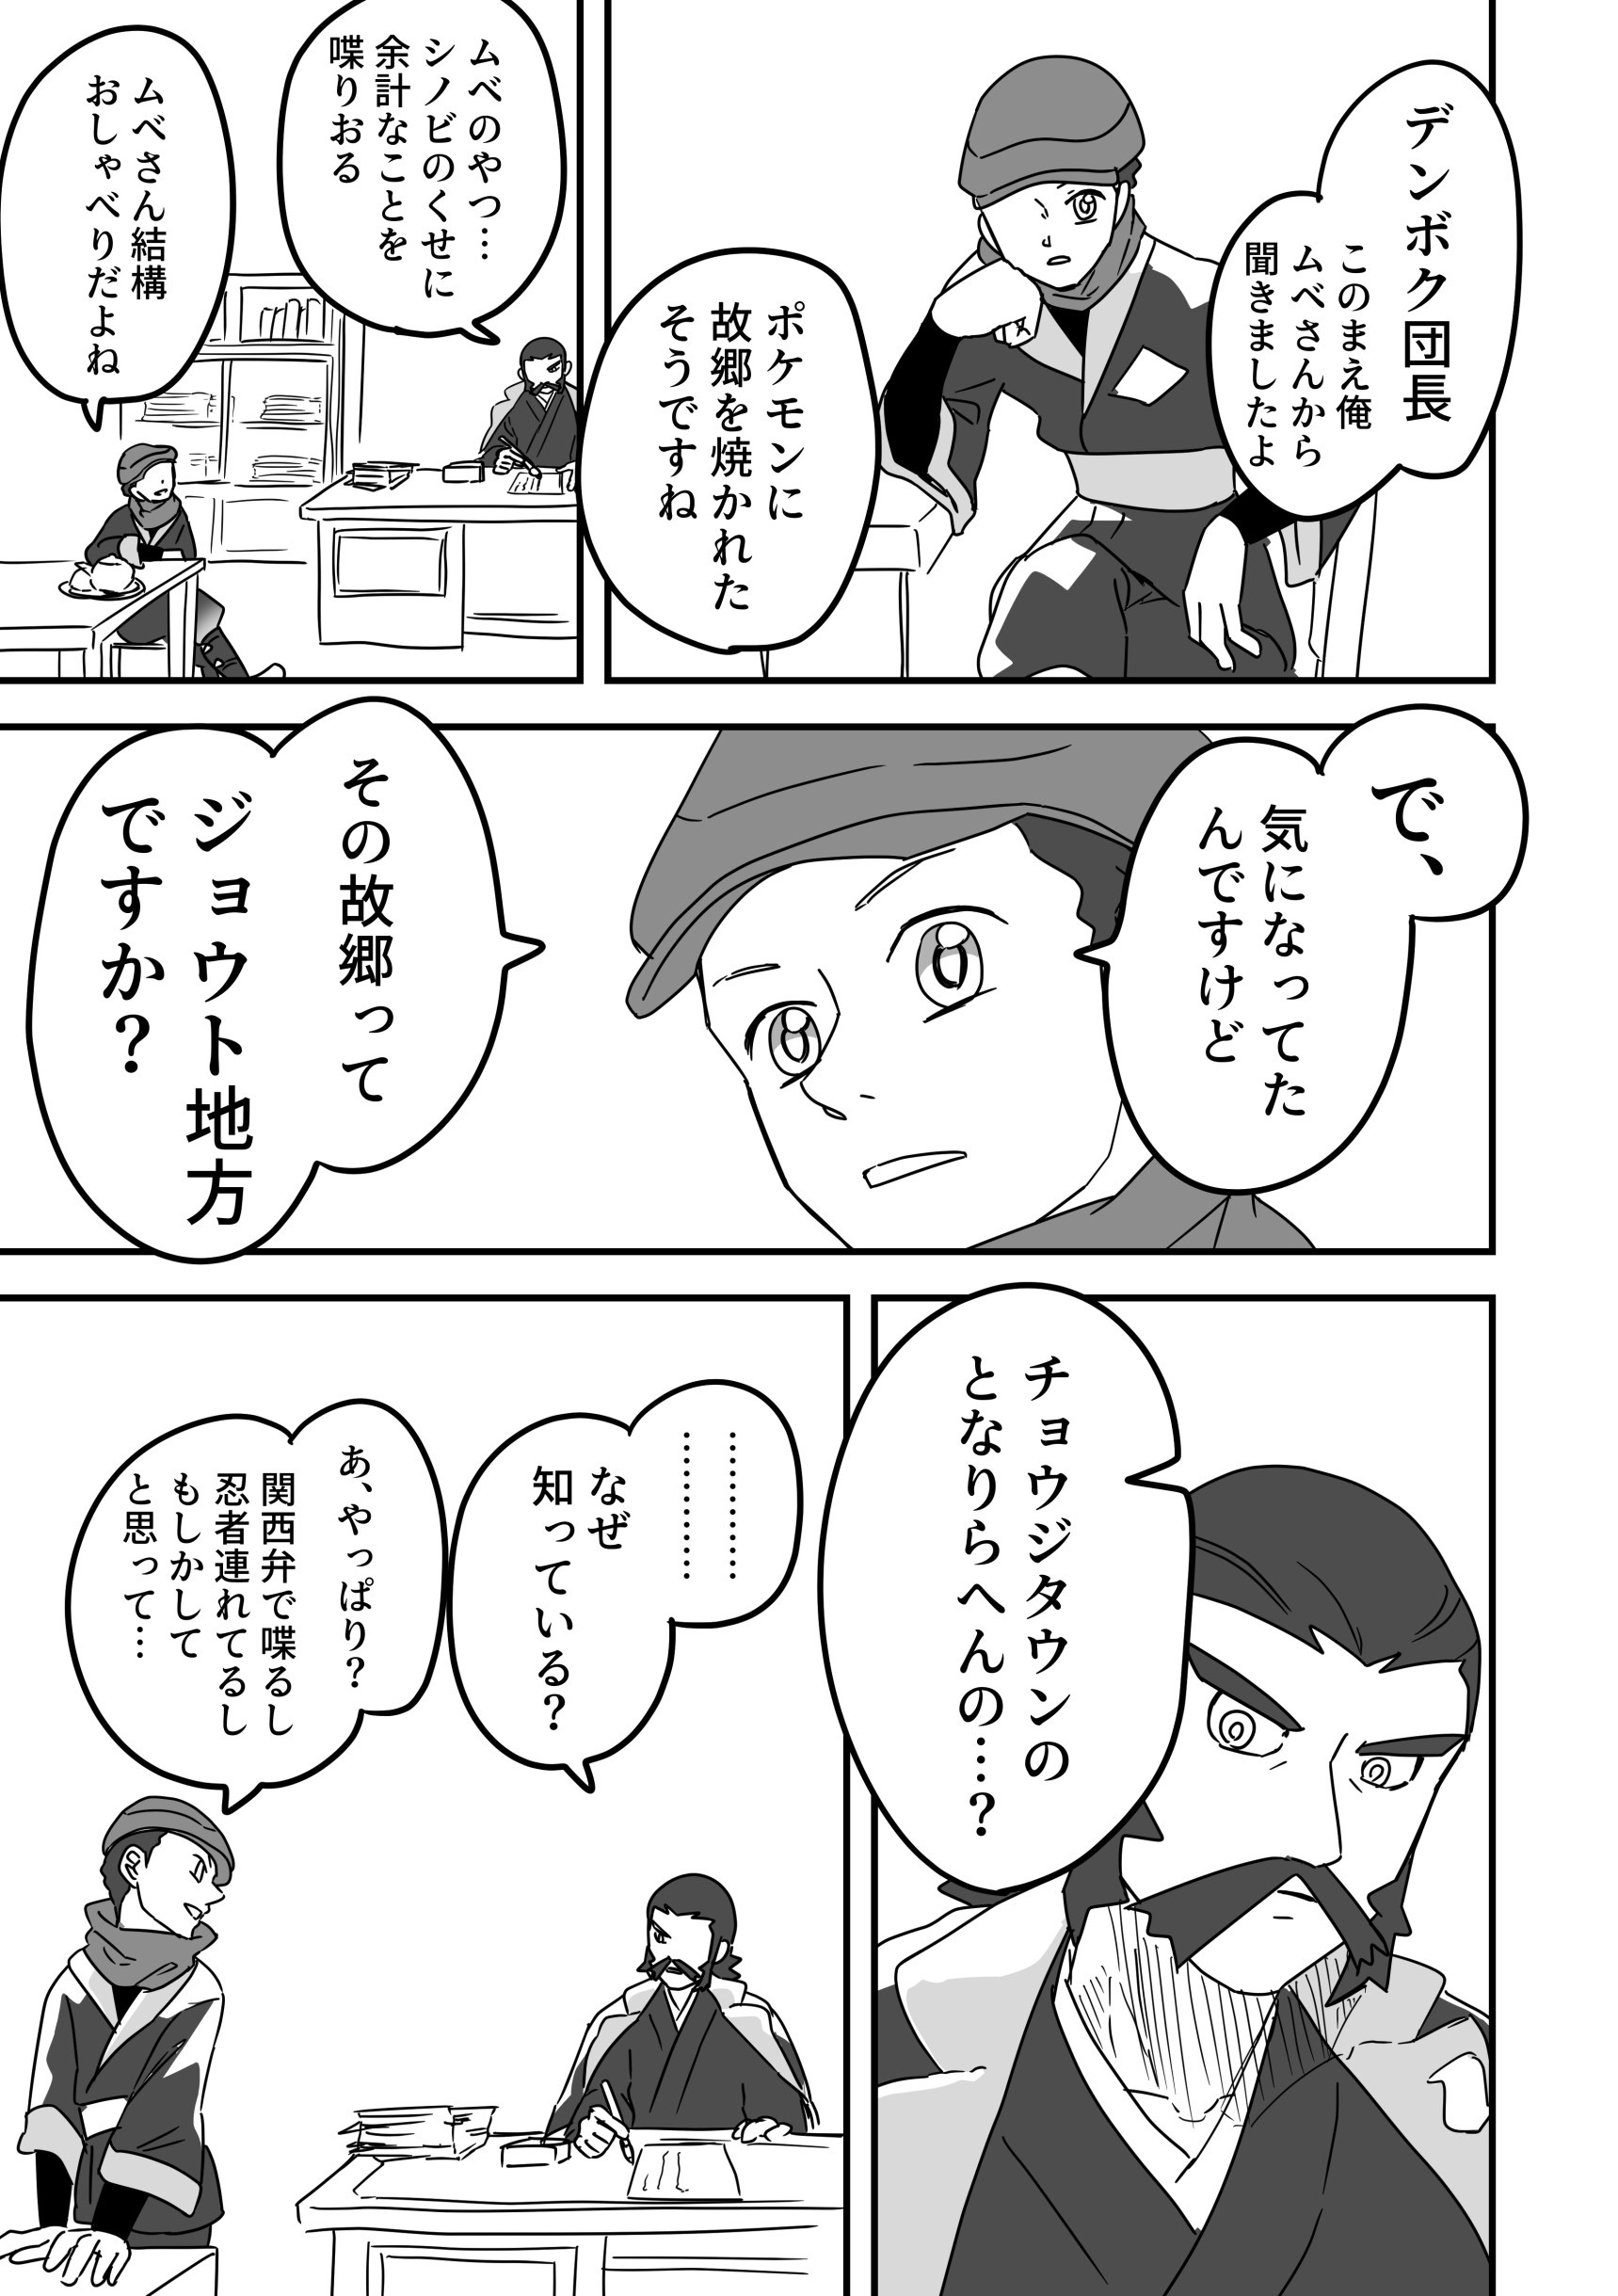 デンボク団長
このまえ俺
ムベさんから
聞きましたよ
ポケモンに
故郷を焼かれた
そうですね
ムベのやつ…
シノビのくせに
余計なことを
喋りおる
ムベさん結構
おしゃべりだよね
で、
気になってた
んですけど
その故郷って
ジョウト地方
ですか？
チョウジタウンの
となりらへんの……？
…………
…………
なぜ
知っている？
あ、やっぱり？
関西弁で喋るし
忍者連れてるし
もしかして
と思って…